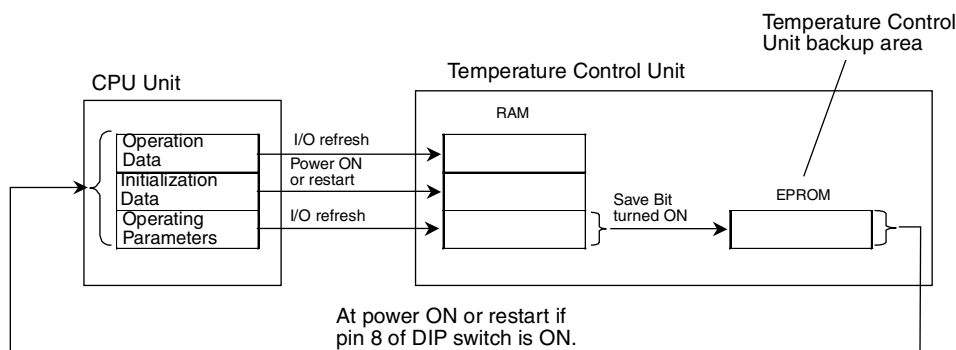 Temperature Control
Unit backup area
CPU Unit
Temperature Control Unit
RAM
Operation
Data
I/O refresh
Initialization
Data
Power ON
or restart
Operating
Parameters
I/O refresh
Save Bit
turned ON
EPROM
At power ON or restart if
pin 8 of DIP switch is ON.